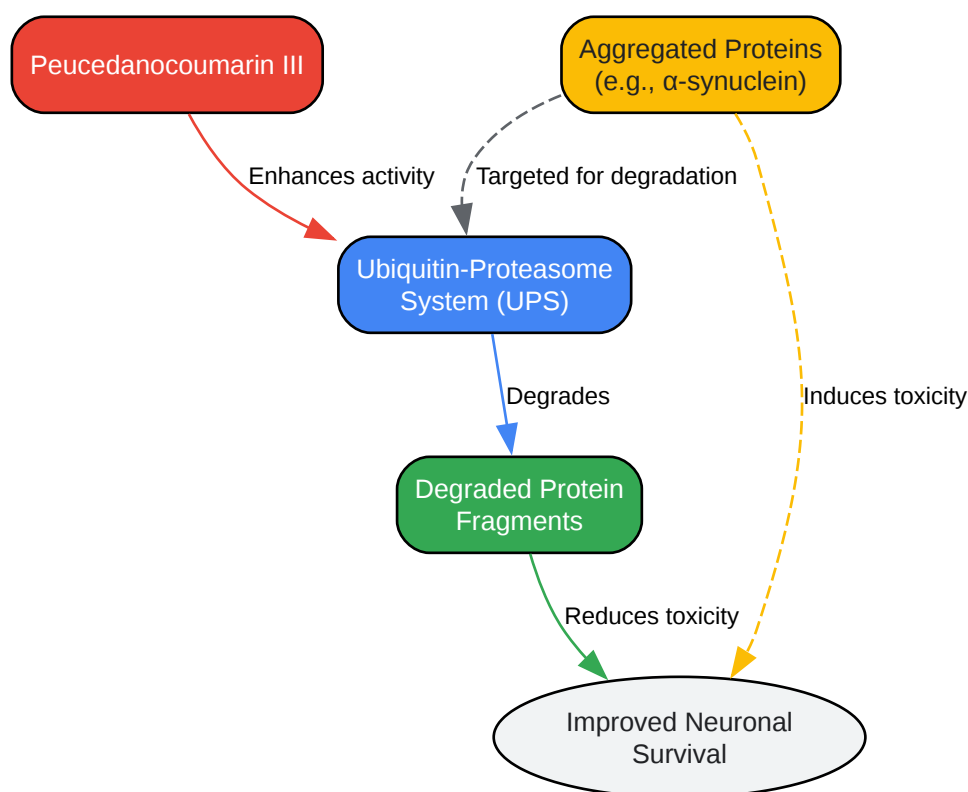 Peucedanocoumarin III
Aggregated Proteins
(e.g., α-synuclein)
Enhances activity
Targeted for degradation
Ubiquitin-Proteasome
System (UPS)
Degrades
Induces toxicity
Degraded Protein
Fragments
Reduces toxicity
Improved Neuronal
Survival